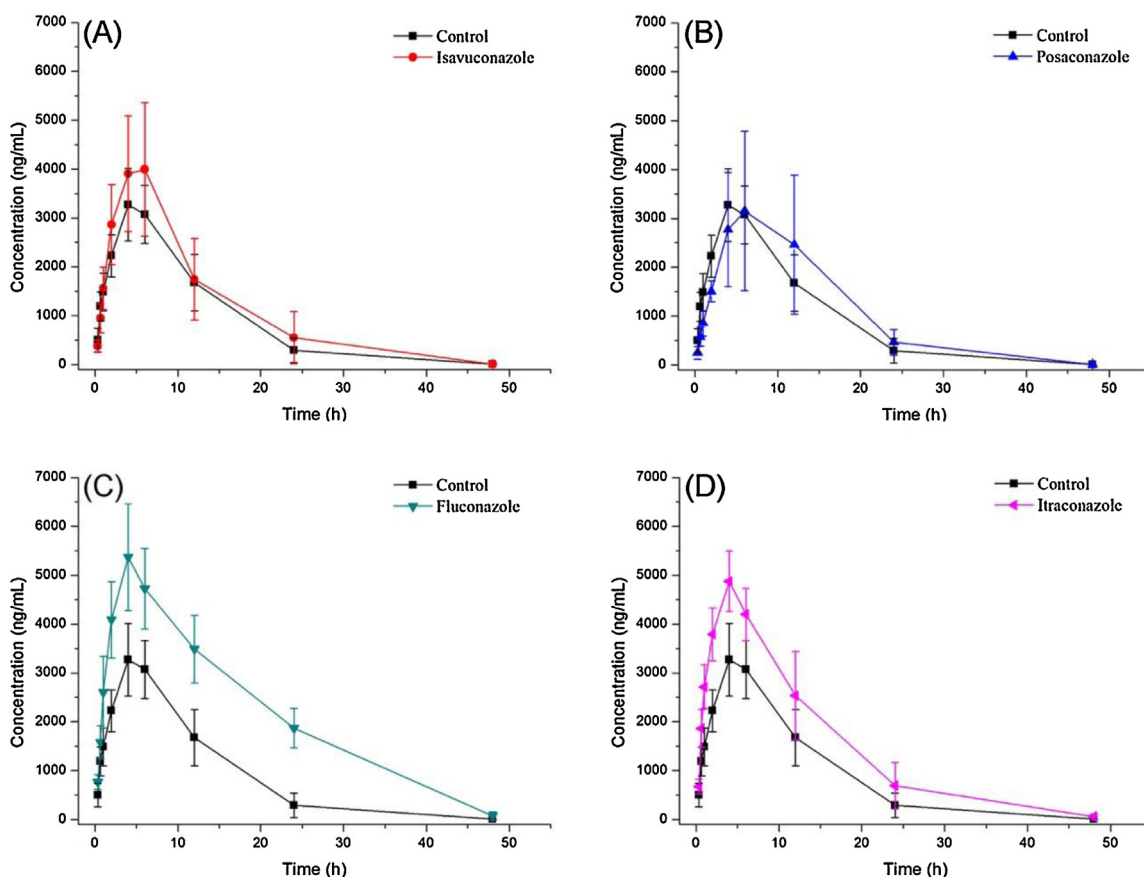 (A)
Control
Isavuconazole
7000
6000
5000
4000
3000
2000
1000
0
Concentration (ng/mL)
0 10 20 30 40 50
Time (h)
(B)
Control
Posaconazole
7000
6000
5000
4000
3000
2000
1000
0
Concentration (ng/mL)
0 10 20 30 40 50
Time (h)
(C)
Control
Fluconazole
7000
6000
5000
4000
3000
2000
1000
0
Concentration (ng/mL)
0 10 20 30 40 50
Time (h)
(D)
Control
Itraconazole
7000
6000
5000
4000
3000
2000
1000
0
Concentration (ng/mL)
0 10 20 30 40 50
Time (h)